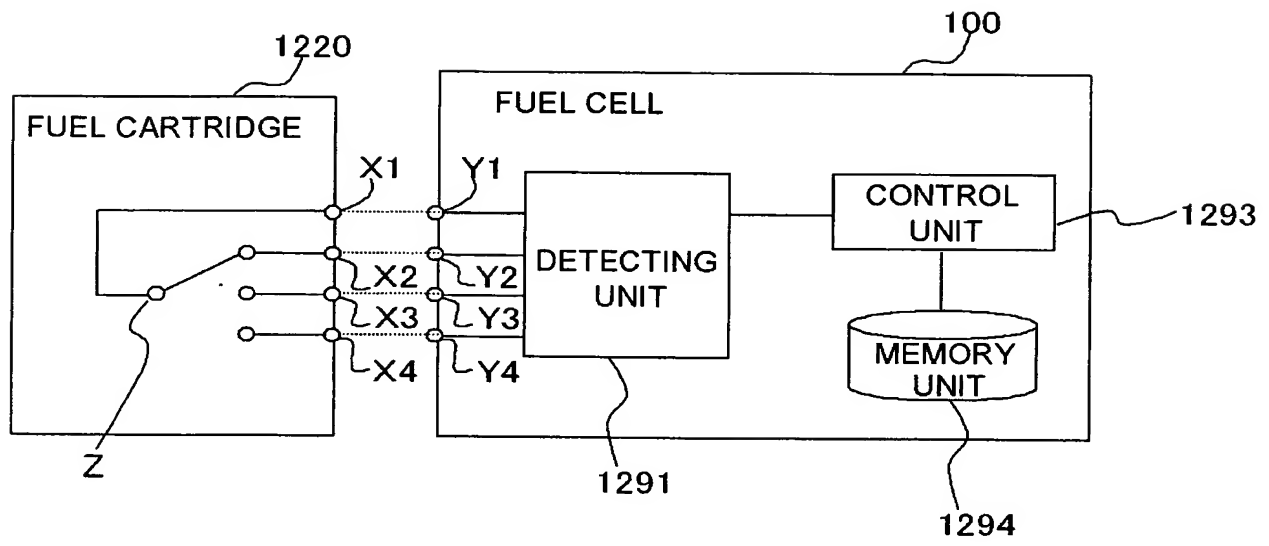 100
1220
FUEL CELL
FUEL CARTRIDGE
X1
Y1
CONTROL
UNIT
1293
DETECTING
UNIT
X2
Y2
X3
Y3
X4
Y4
MEMORY
UNIT
Z
1291
1294